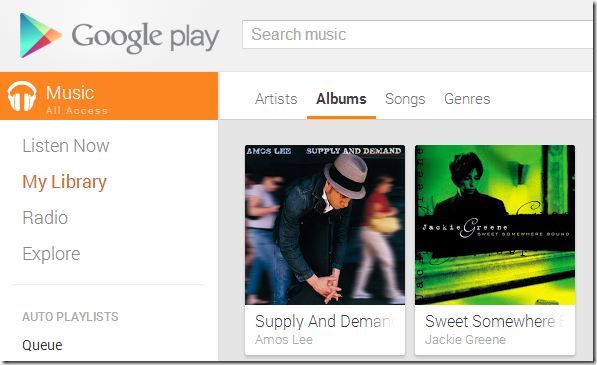 Google play
Search music
Music
All Access
Artists Albums Songs Genres
Listen Now
My Library
Radio
Explore
AUTO PLAYLISTS
Queue
AMOS LEE SUPPLY AND DEMAND
Supply And Deman
Amos Lee
Jackie Greene
SWEET SOMEWHERE BOUND
Sweet Somewhere B
Jackie Greene